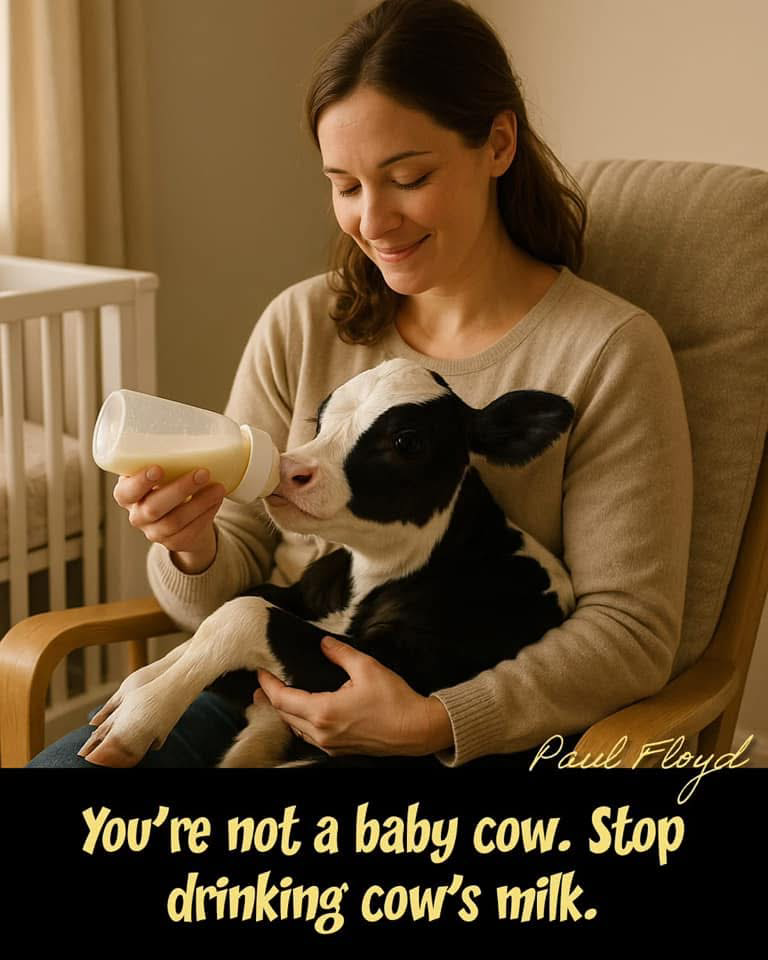 Paul Floyd
You're not a baby cow. Stop
drinking cow's milk.